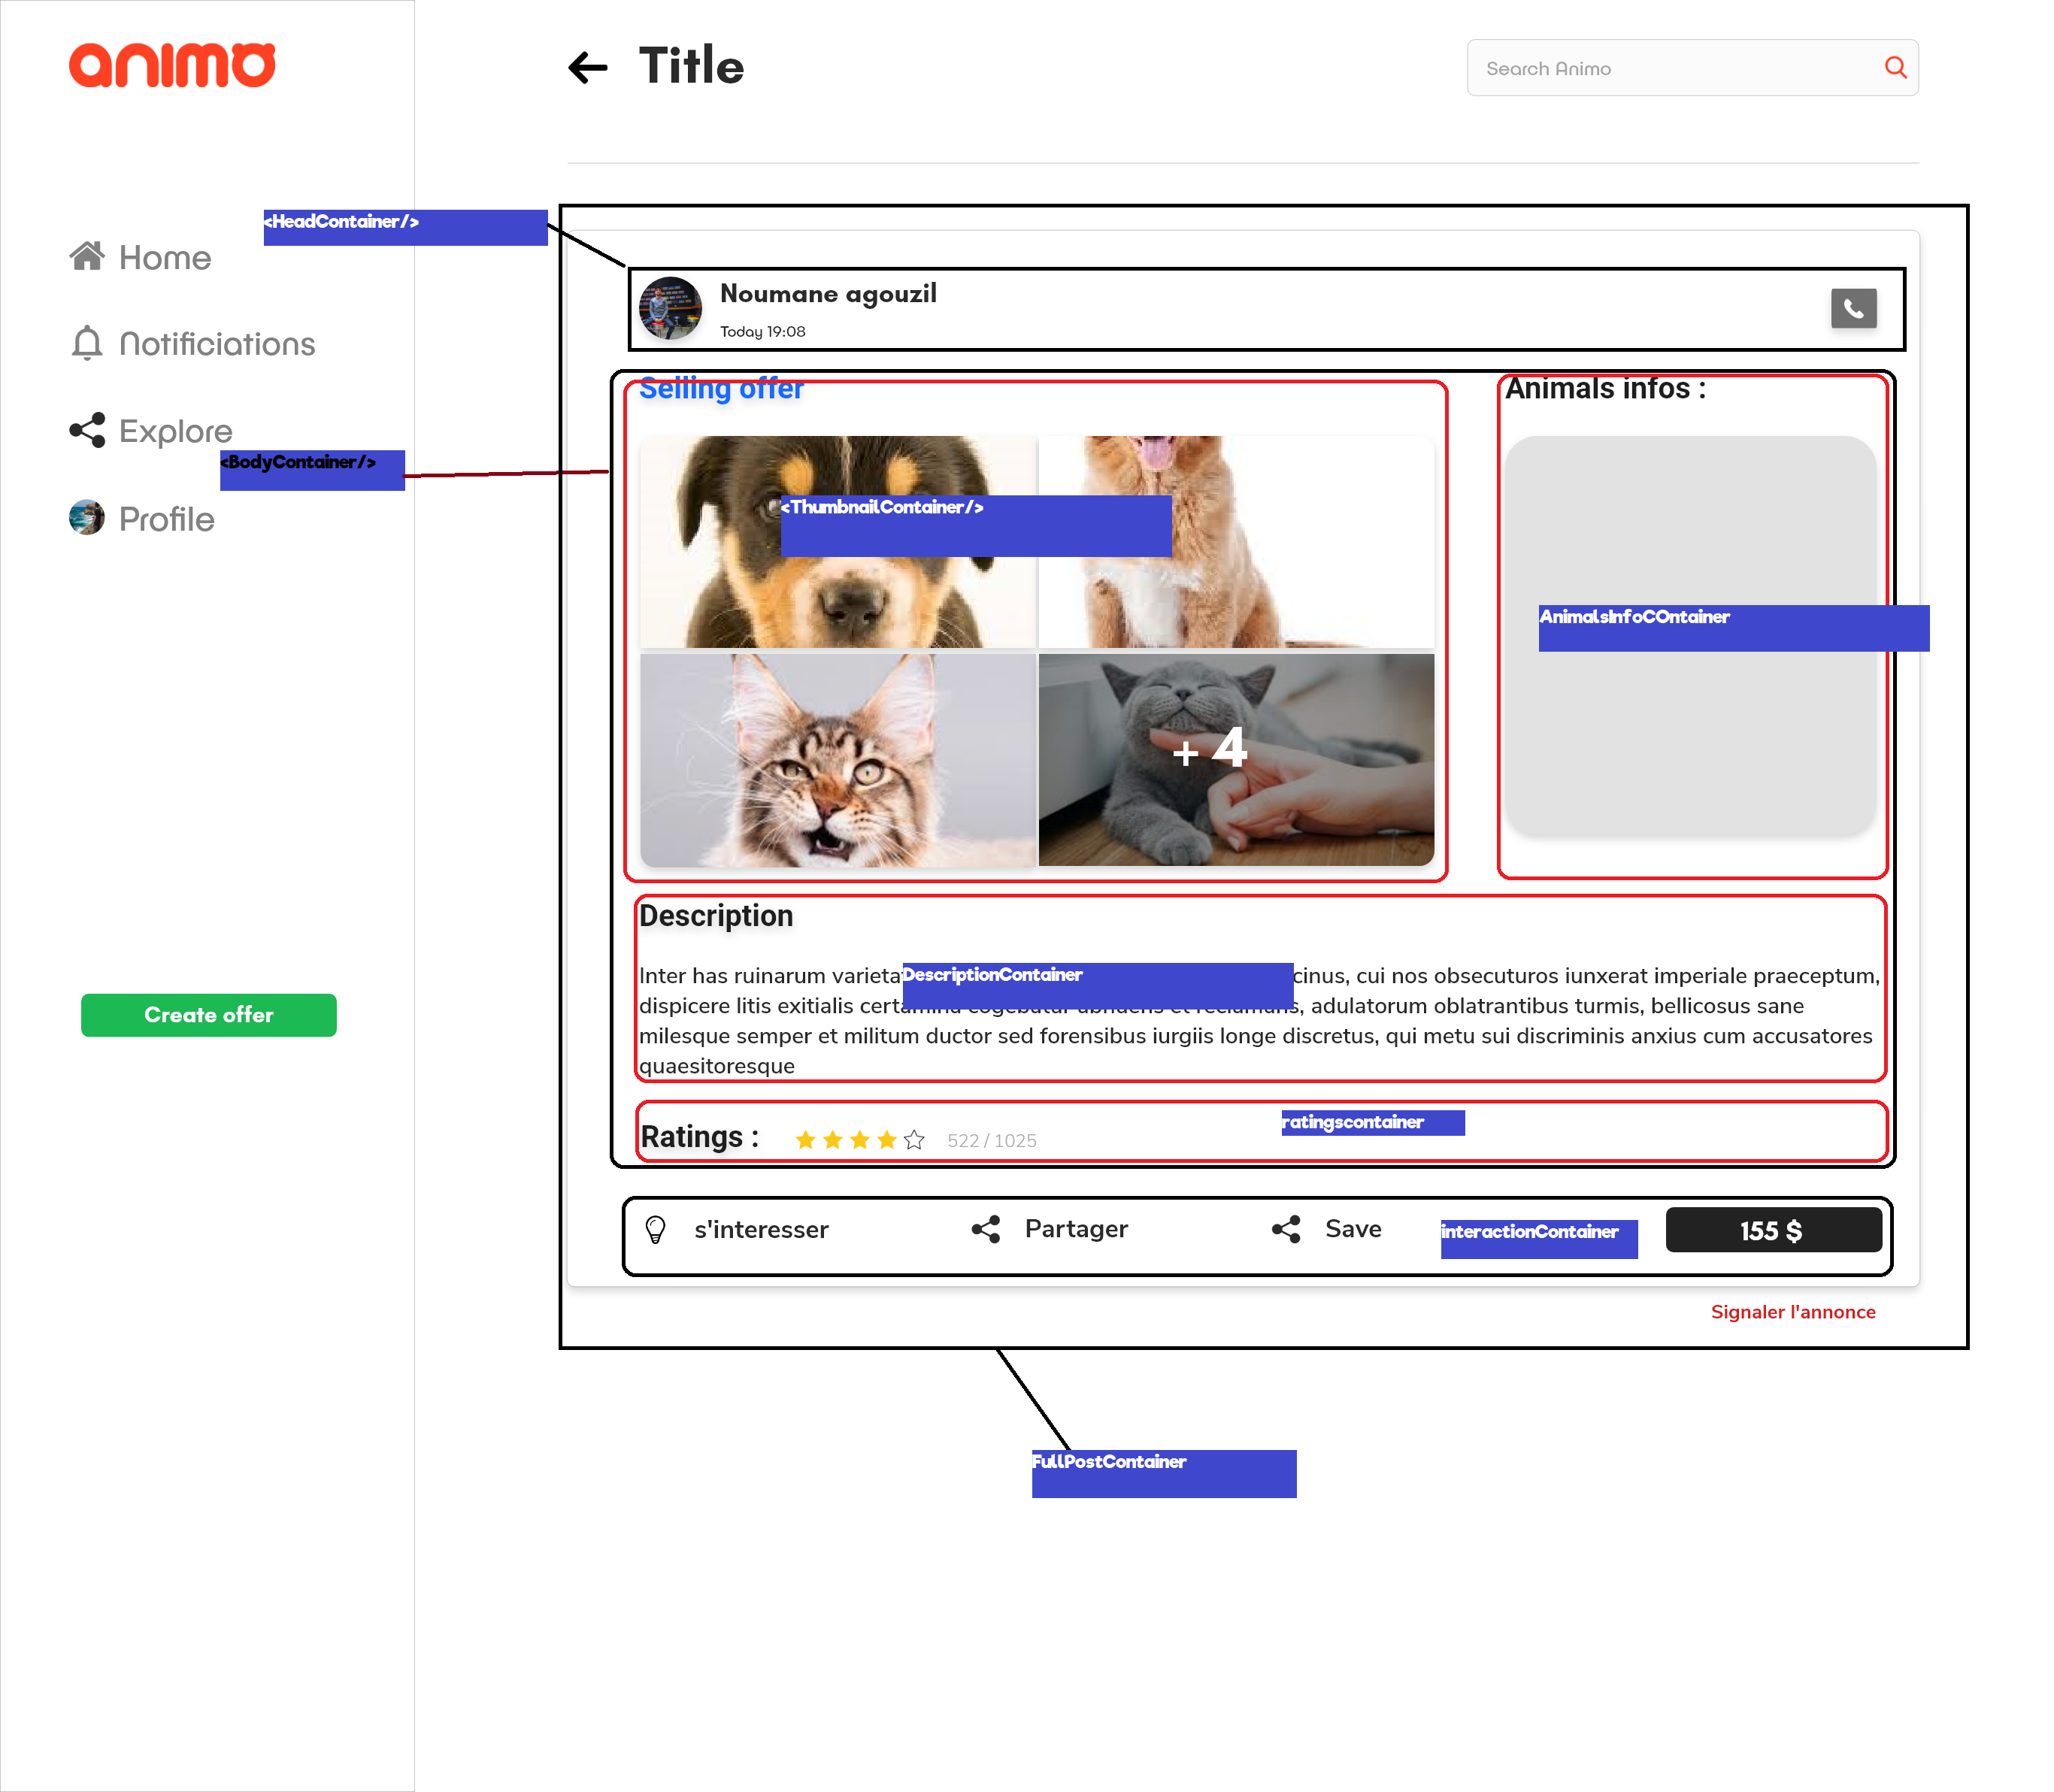 animo
Title
Search Animo
<HeadContainer/>
Home
Notificiations
Explore
<BodyContainer/>
Profile
Create offer
Noumane agouzil
Today 19:08
Selling offer
Animals infos :
<ThumbnailContainer/>
AnimalsInfoCOntainer
+ 4
Description
DescriptionContainer
Inter has ruinarum cinus, cui nos obsecuturos iunxerat imperiale praeceptum,
dispicere litis exitialis adulatorum oblatrantibus turmis, bellicosus sane
milesque semper et militum ductor sed forensibus iurgiis longe discretus, qui metu sui discriminis anxius cum accusatores
quaesitoresque
ratingscontainer
Ratings :
522 / 1025
s'interesser
Partager
Save
interactionContainer
155 $
Signaler l'annonce
FullPostContainer